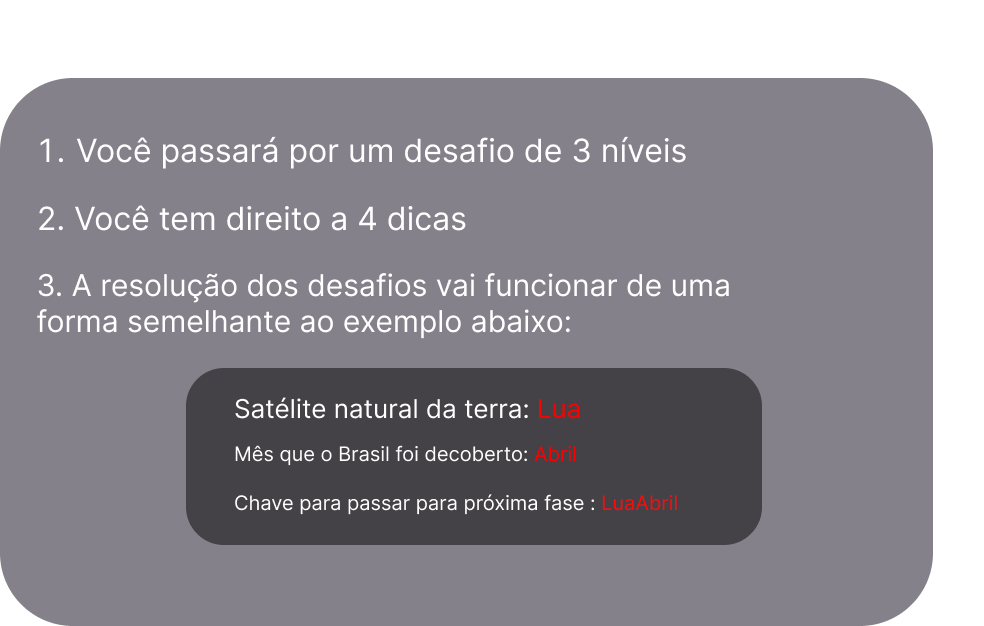 1. Você passará por um desafio de 3 níveis
2. Você tem direito a 4 dicas
3. A resolução dos desafios vai funcionar de uma
forma semelhante ao exemplo abaixo:
Satélite natural da terra: Lua
Mês que o Brasil foi decoberto: Abril
Chave para passar para próxima fase : LuaAbril